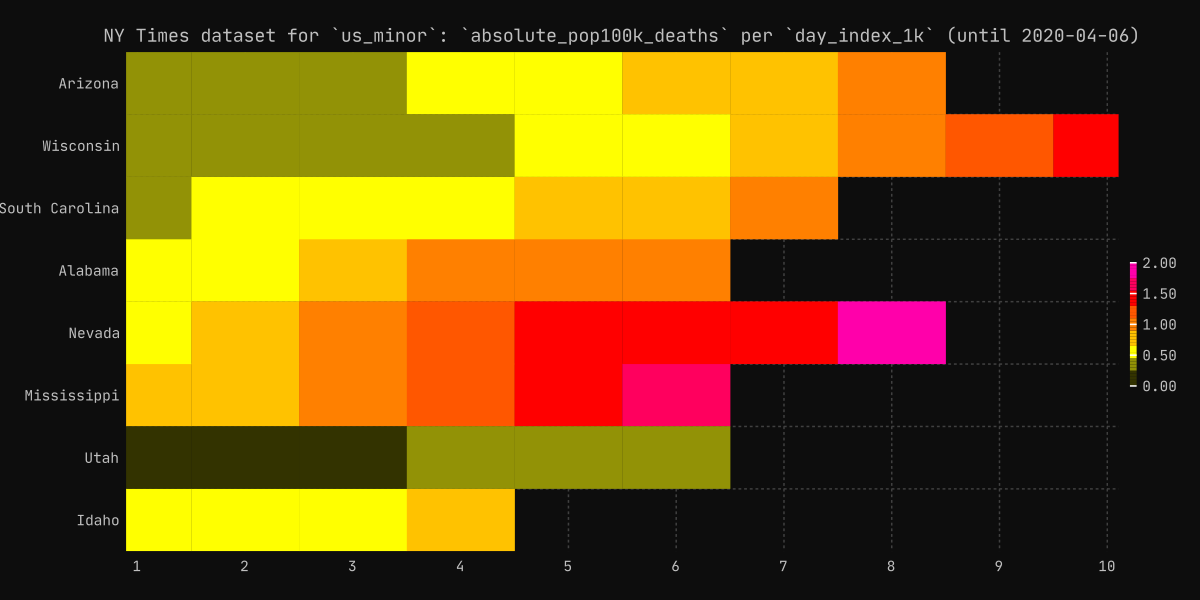 NY Times dataset for `us_minor`: `absolute_pop100k_deaths` per `day_index_1k` (until 2020-04-06)
Arizona
Wisconsin
South Carolina
Alabama
Nevada
Mississippi
Utah
Idaho
1 2 3 4 5 6 7 8 9 10
2.00
1.50
1.00
0.50
0.00